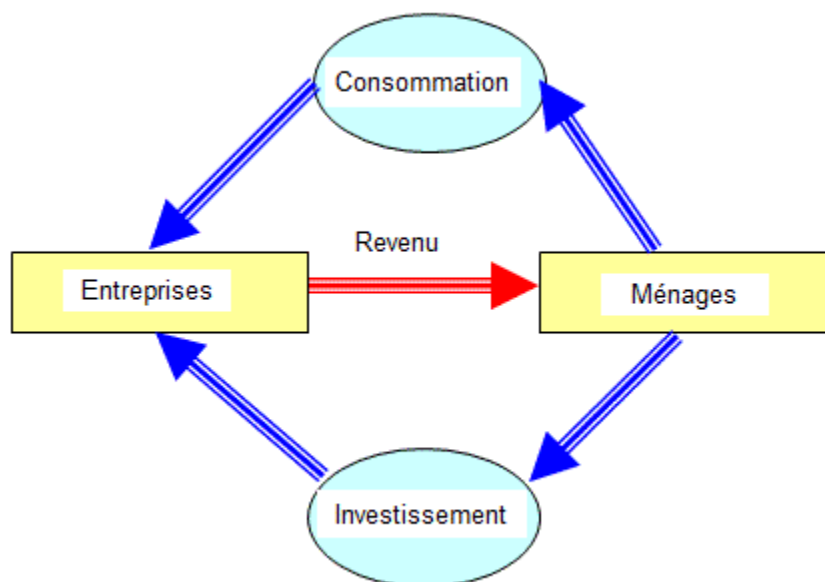 Consommation
Revenu
Entreprises
Ménages
Investissement